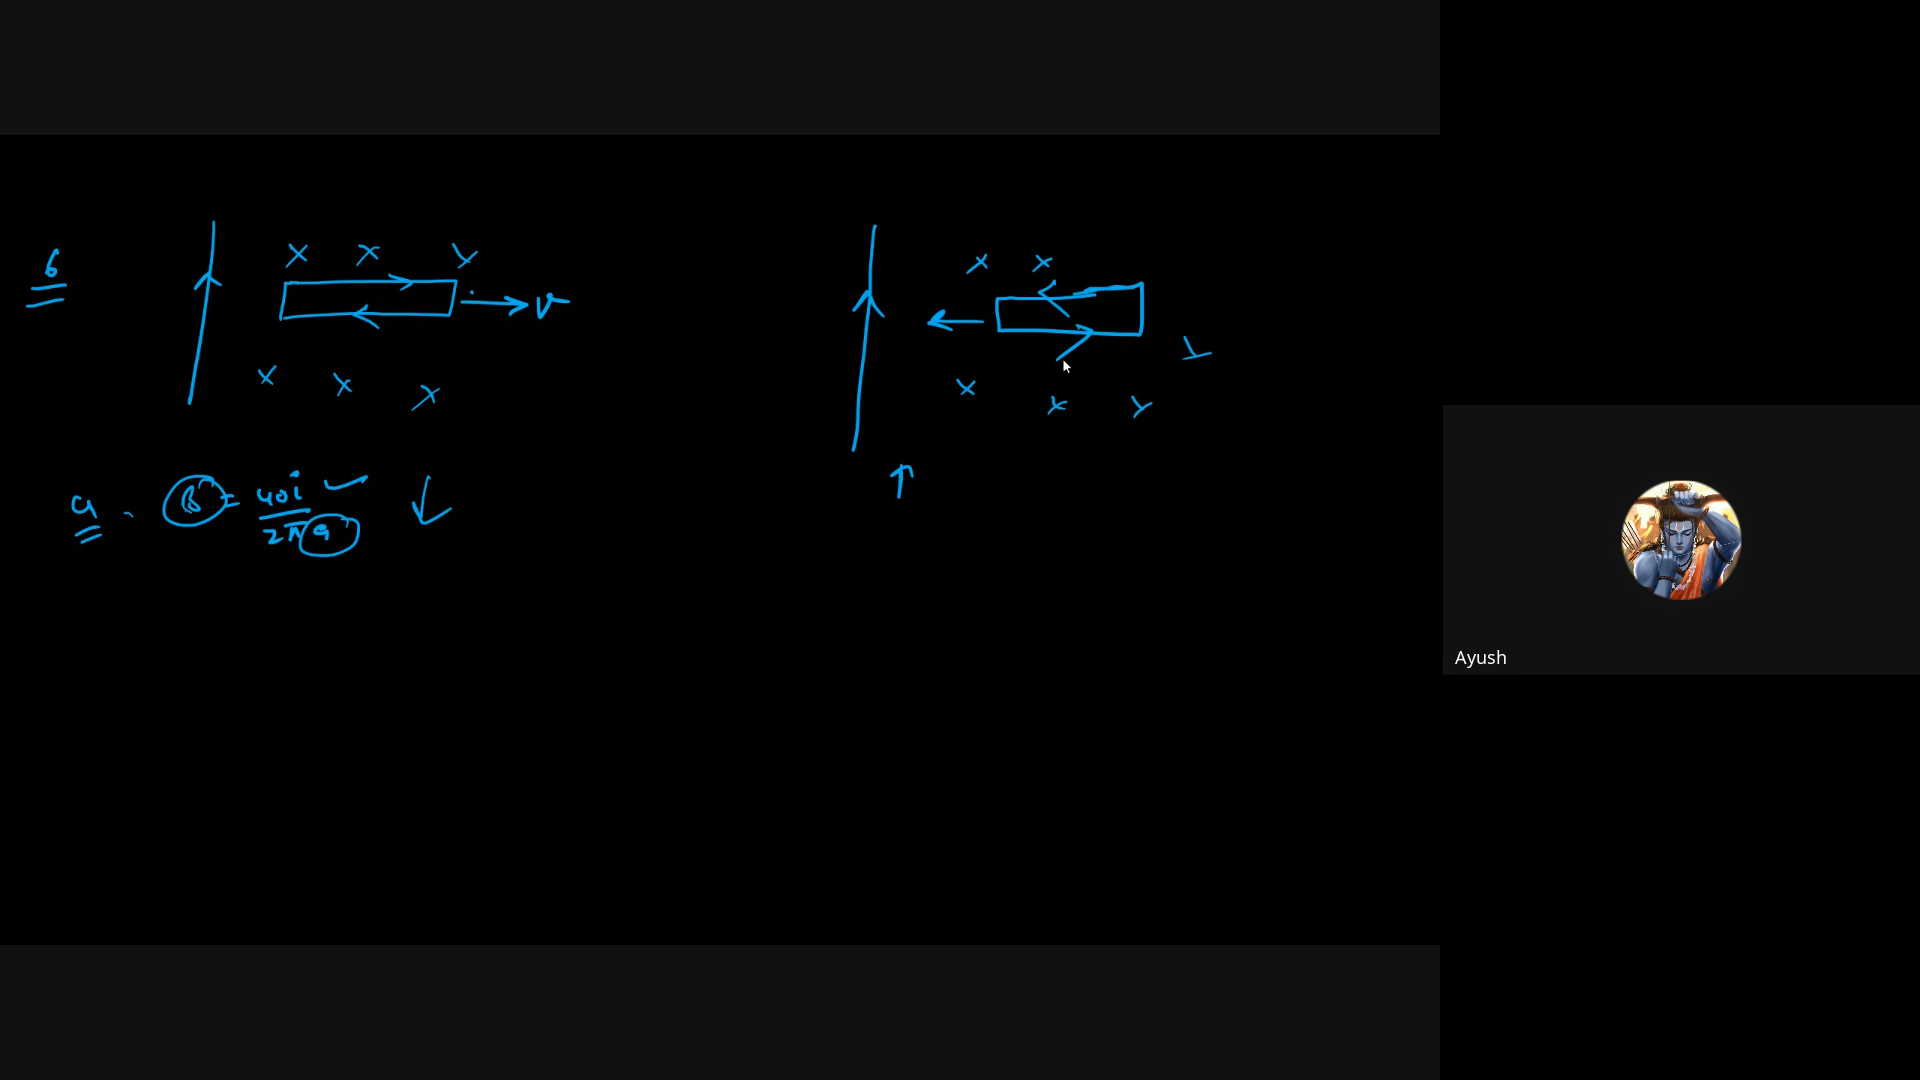 6
x x x
v
x x x
x x
x x x
B = μ0i
2πa
Ayush